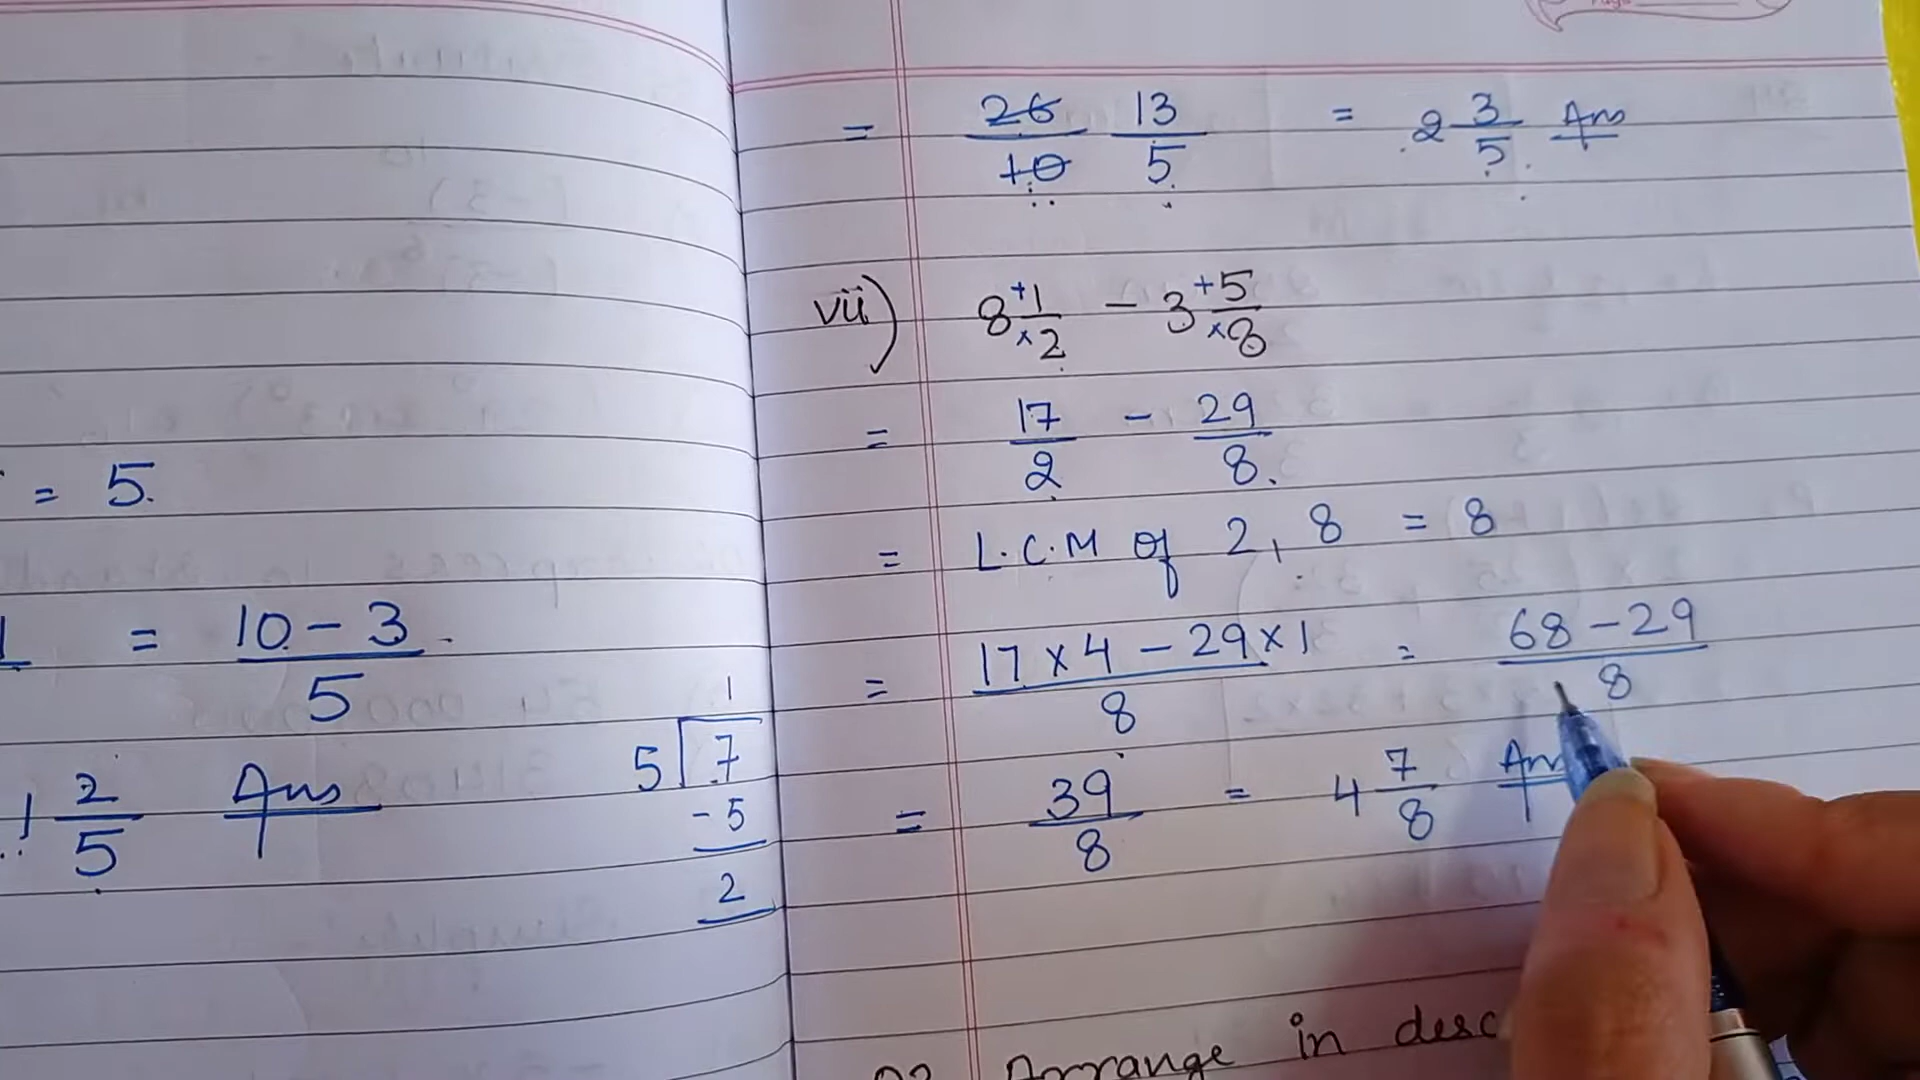 = 5.
= 10 - 3 / 5
1 2/5 Ans
1
5 7
- 5
2
= 26/10 13/5 = 2 3/5 Ans
vii) 8 + 1 / × 2 - 3 + 5 / × 8
= 17/2 - 29/8
= L.C.M of 2, 8 = 8
= 17 × 4 - 29 × 1 / 8 = 68 - 29 / 8
= 39/8 = 4 7/8 Ans
Arrange in desc